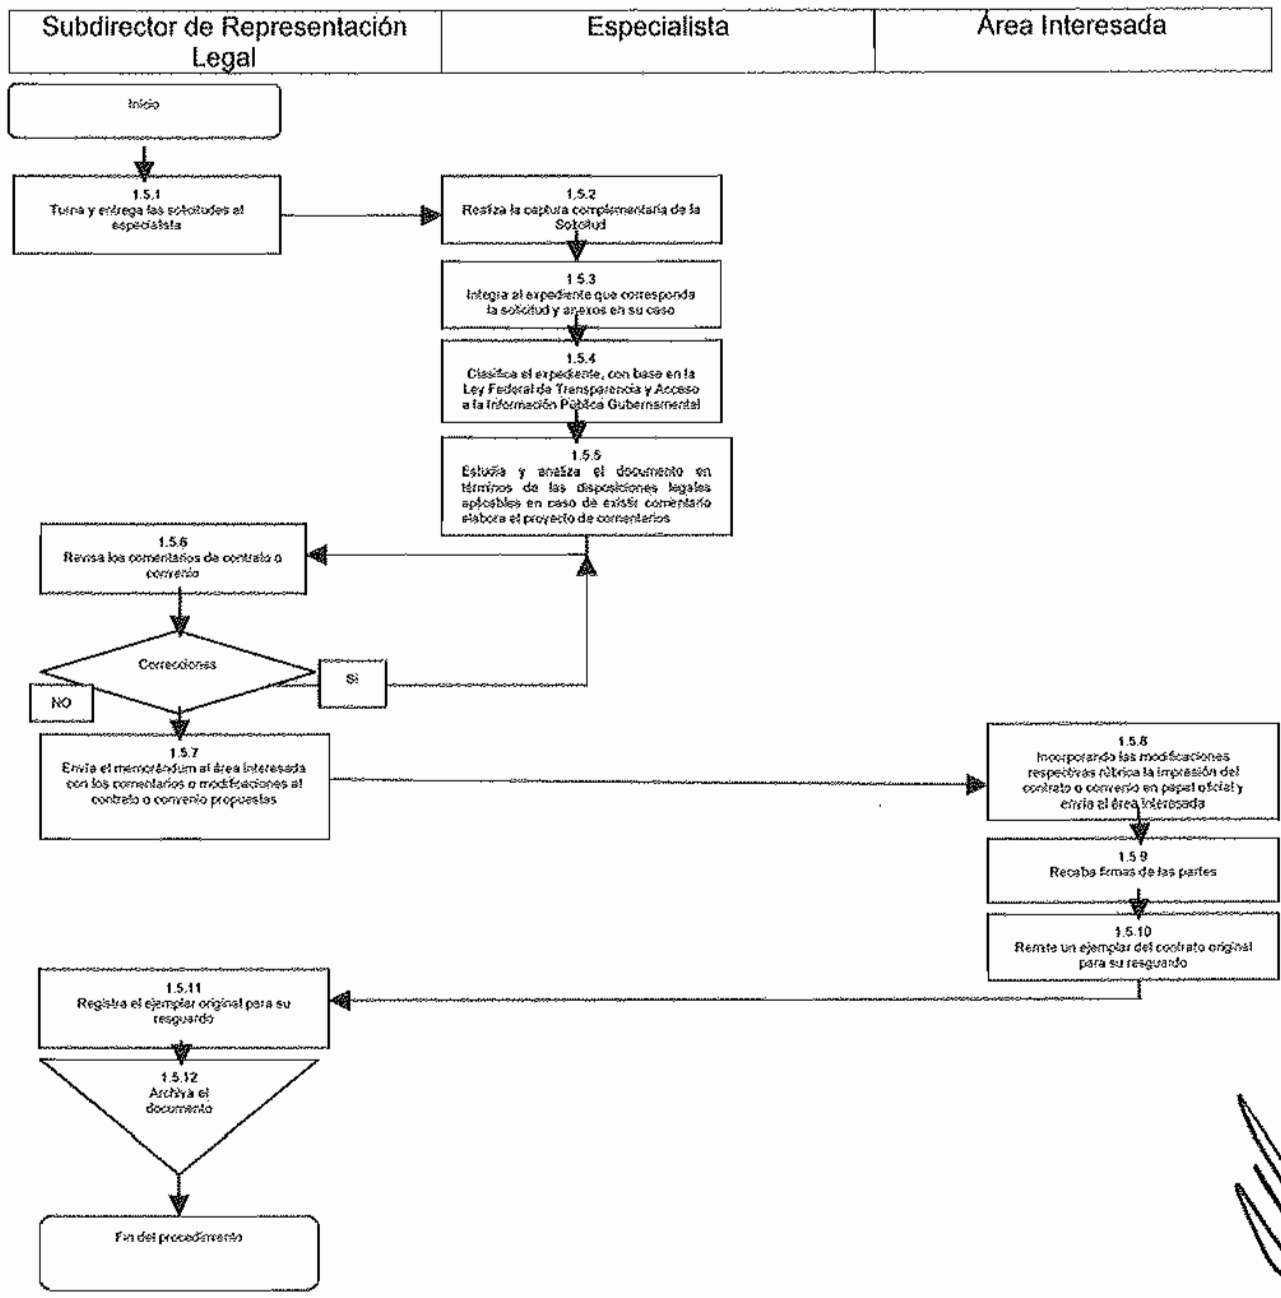 Subdirector de Representación
Legal
Especialista
Área Interesada
Inicio
1.5.1
Turna y entrega las solicitudes al
especialista
1.5.2
Realiza la captura complementaria de la
Solicitud
1.5.3
Integra al expediente que corresponda
la solicitud y anexos en su caso
1.5.4
Clasifica el expediente, con base en la
Ley Federal de Transparencia y Acceso
a la Información Pública Gubernamental
1.5.5
Estudia y analiza el documento en
términos de las disposiciones legales
aplicables en caso de existir comentario
elabora el proyecto de comentarios
1.5.6
Revisa los comentarios de contrato o
convenio
Correcciones
SI
NO
1.5.7
Envía el memorándum al área interesada
con los comentarios o modificaciones al
contrato o convenio propuestas
1.5.8
Incorporando las modificaciones
respectivas rúbrica la impresión del
contrato o convenio en papel oficial y
envía al área interesada
1.5.9
Recaba firmas de las partes
1.5.10
Remite un ejemplar del contrato original
para su resguardo
1.5.11
Registra el ejemplar original para su
resguardo
1.5.12
Archiva el
documento
Fin del procedimiento